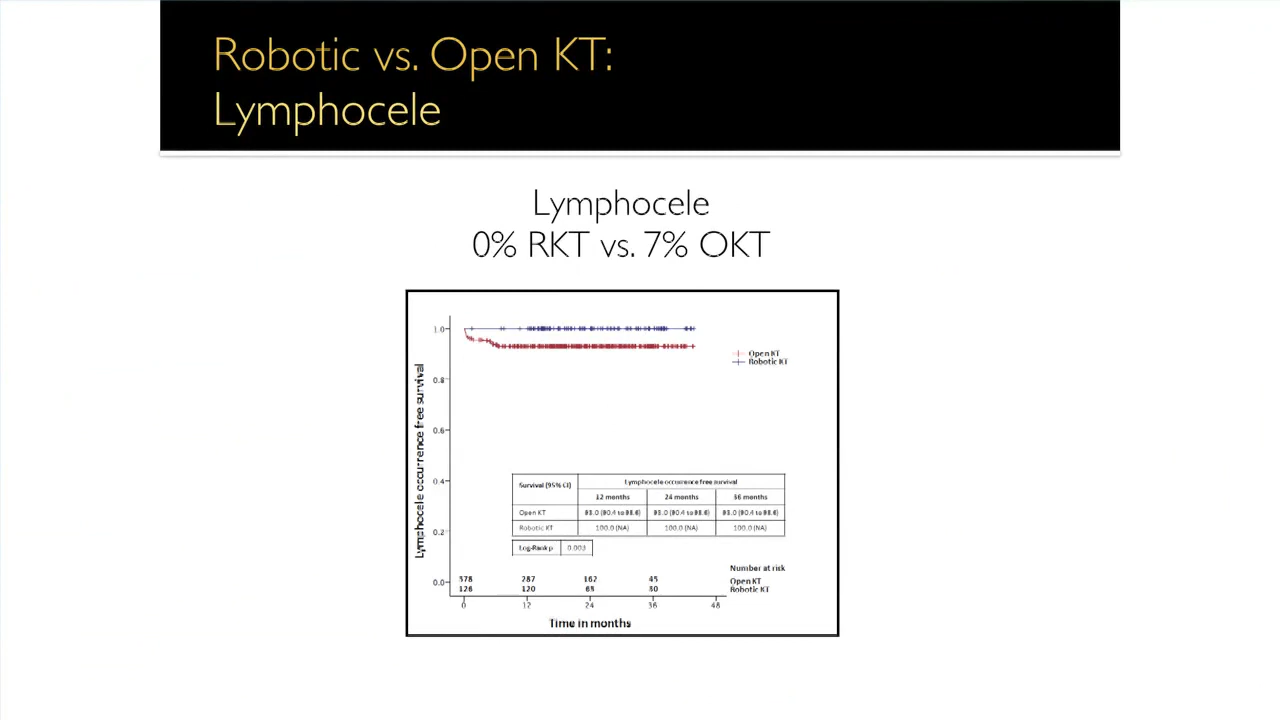 Robotic vs. Open KT:
Lymphocele
Lymphocele
0% RKT vs. 7% OKT
Lymphocele occurrence free survival
1.0
0.8
0.6
0.4
0.2
0.0
Open KT
Robotic KT
Survival (95% CI) Lymphocele occurrence free survival
12 months 24 months 36 months
Open KT
Robotic KT 100.0 (NA) 100.0 (NA) 100.0 (NA)
Log-Rank p
Number at risk
287 162 45 Open KT
126 120 Robotic KT
0 12 24 36 48
Time in months